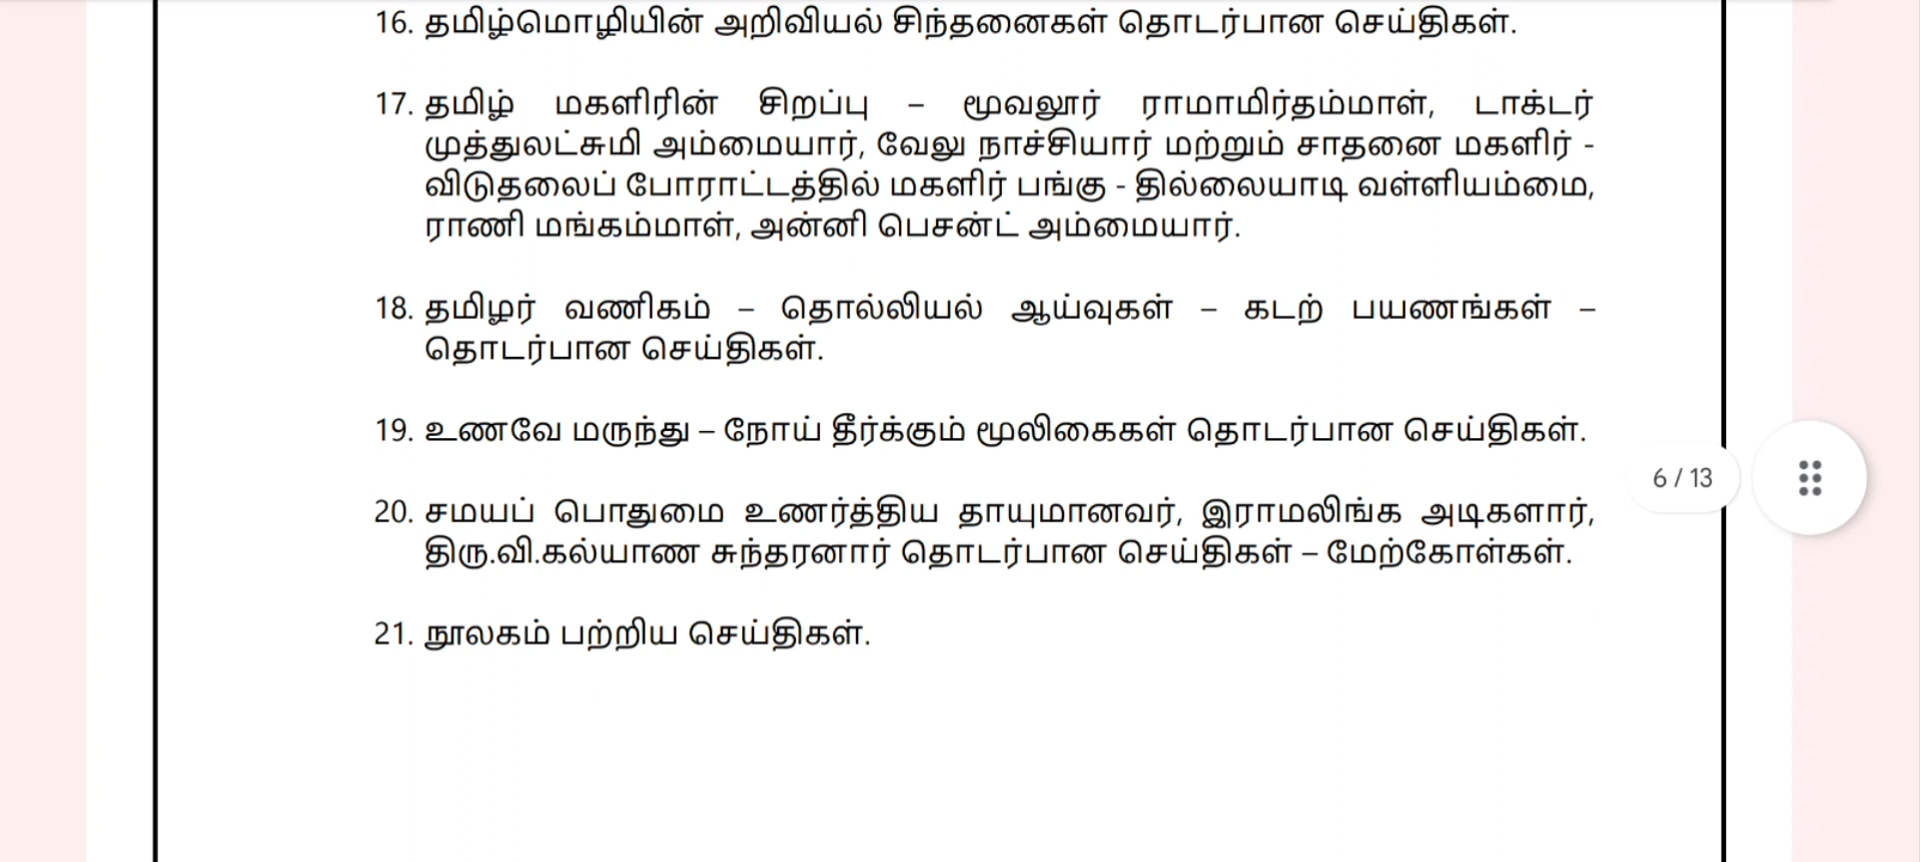 16. தமிழ்மொழியின் அறிவியல் சிந்தனைகள் தொடர்பான செய்திகள்.
17. தமிழ் மகளிரின் சிறப்பு – மூவலூர் ராமாமிர்தம்மாள், டாக்டர்
முத்துலட்சுமி அம்மையார், வேலு நாச்சியார் மற்றும் சாதனை மகளிர் -
விடுதலைப் போராட்டத்தில் மகளிர் பங்கு - தில்லையாடி வள்ளியம்மை,
ராணி மங்கம்மாள், அன்னி பெசன்ட் அம்மையார்.
18. தமிழர் வணிகம் – தொல்லியல் ஆய்வுகள் – கடற் பயணங்கள் –
தொடர்பான செய்திகள்.
19. உணவே மருந்து – நோய் தீர்க்கும் மூலிகைகள் தொடர்பான செய்திகள்.
6 / 13
20. சமயப் பொதுமை உணர்த்திய தாயுமானவர், இராமலிங்க அடிகளார்,
திரு.வி.கல்யாண சுந்தரனார் தொடர்பான செய்திகள் – மேற்கோள்கள்.
21. நூலகம் பற்றிய செய்திகள்.